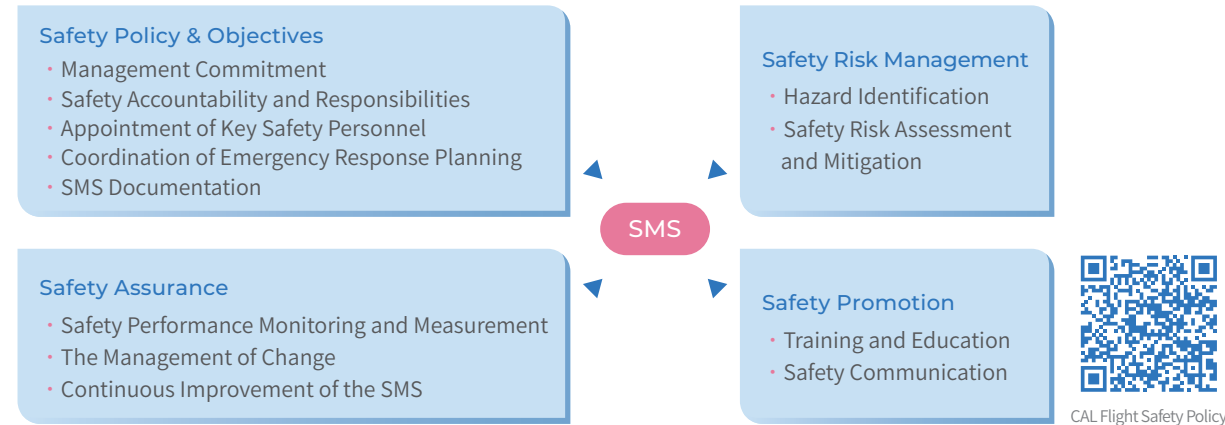 Safety Policy & Objectives
· Management Commitment
· Safety Accountability and Responsibilities
· Appointment of Key Safety Personnel
· Coordination of Emergency Response Planning
· SMS Documentation
Safety Risk Management
· Hazard Identification
· Safety Risk Assessment
and Mitigation
SMS
Safety Assurance
· Safety Performance Monitoring and Measurement
· The Management of Change
· Continuous Improvement of the SMS
Safety Promotion
· Training and Education
· Safety Communication
CAL Flight Safety Policy